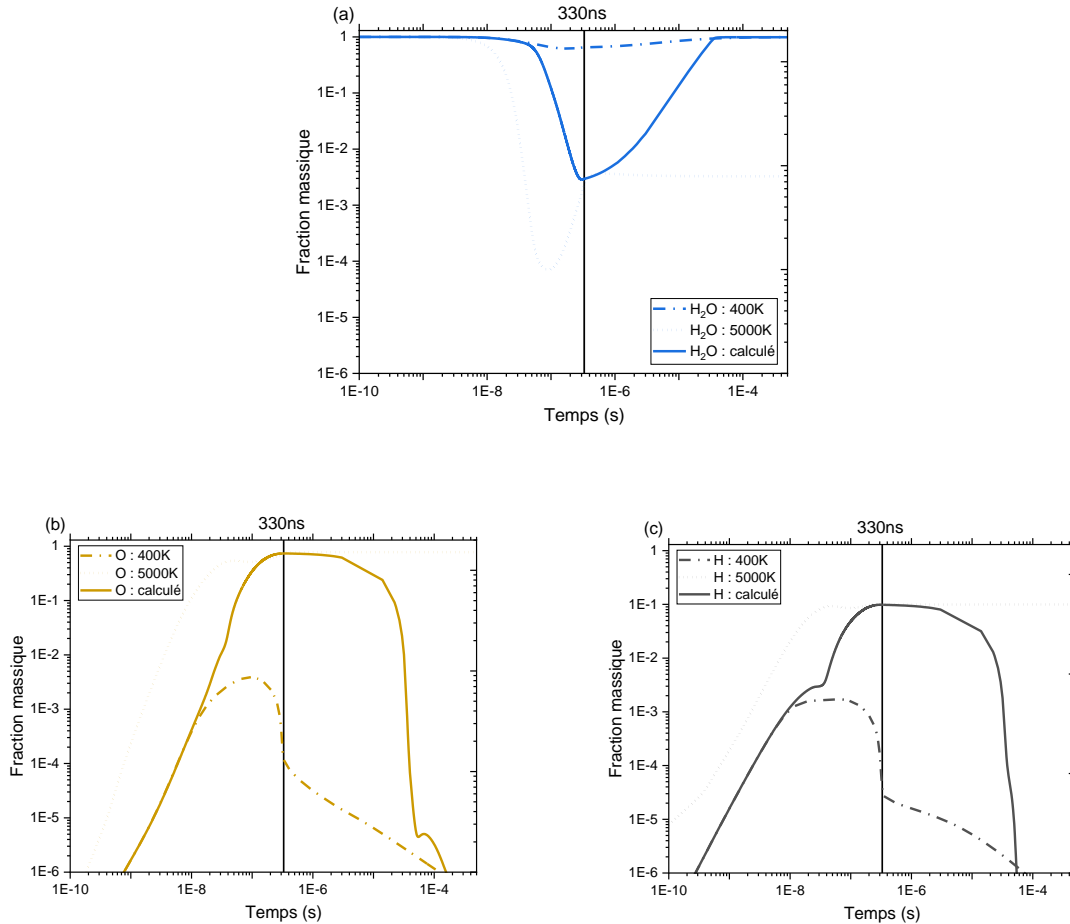 (a)
330ns
1
1E-1
1E-2
1E-3
1E-4
1E-5
1E-6
Fraction massique
H₂O : 400K
H₂O : 5000K
H₂O : calculé
1E-10
1E-8
1E-6
1E-4
Temps (s)
(b)
330ns
1
1E-1
1E-2
1E-3
1E-4
1E-5
1E-6
Fraction massique
O : 400K
O : 5000K
O : calculé
1E-10
1E-8
1E-6
1E-4
Temps (s)
(c)
330ns
1
1E-1
1E-2
1E-3
1E-4
1E-5
1E-6
Fraction massique
H : 400K
H : 5000K
H : calculé
1E-10
1E-8
1E-6
1E-4
Temps (s)